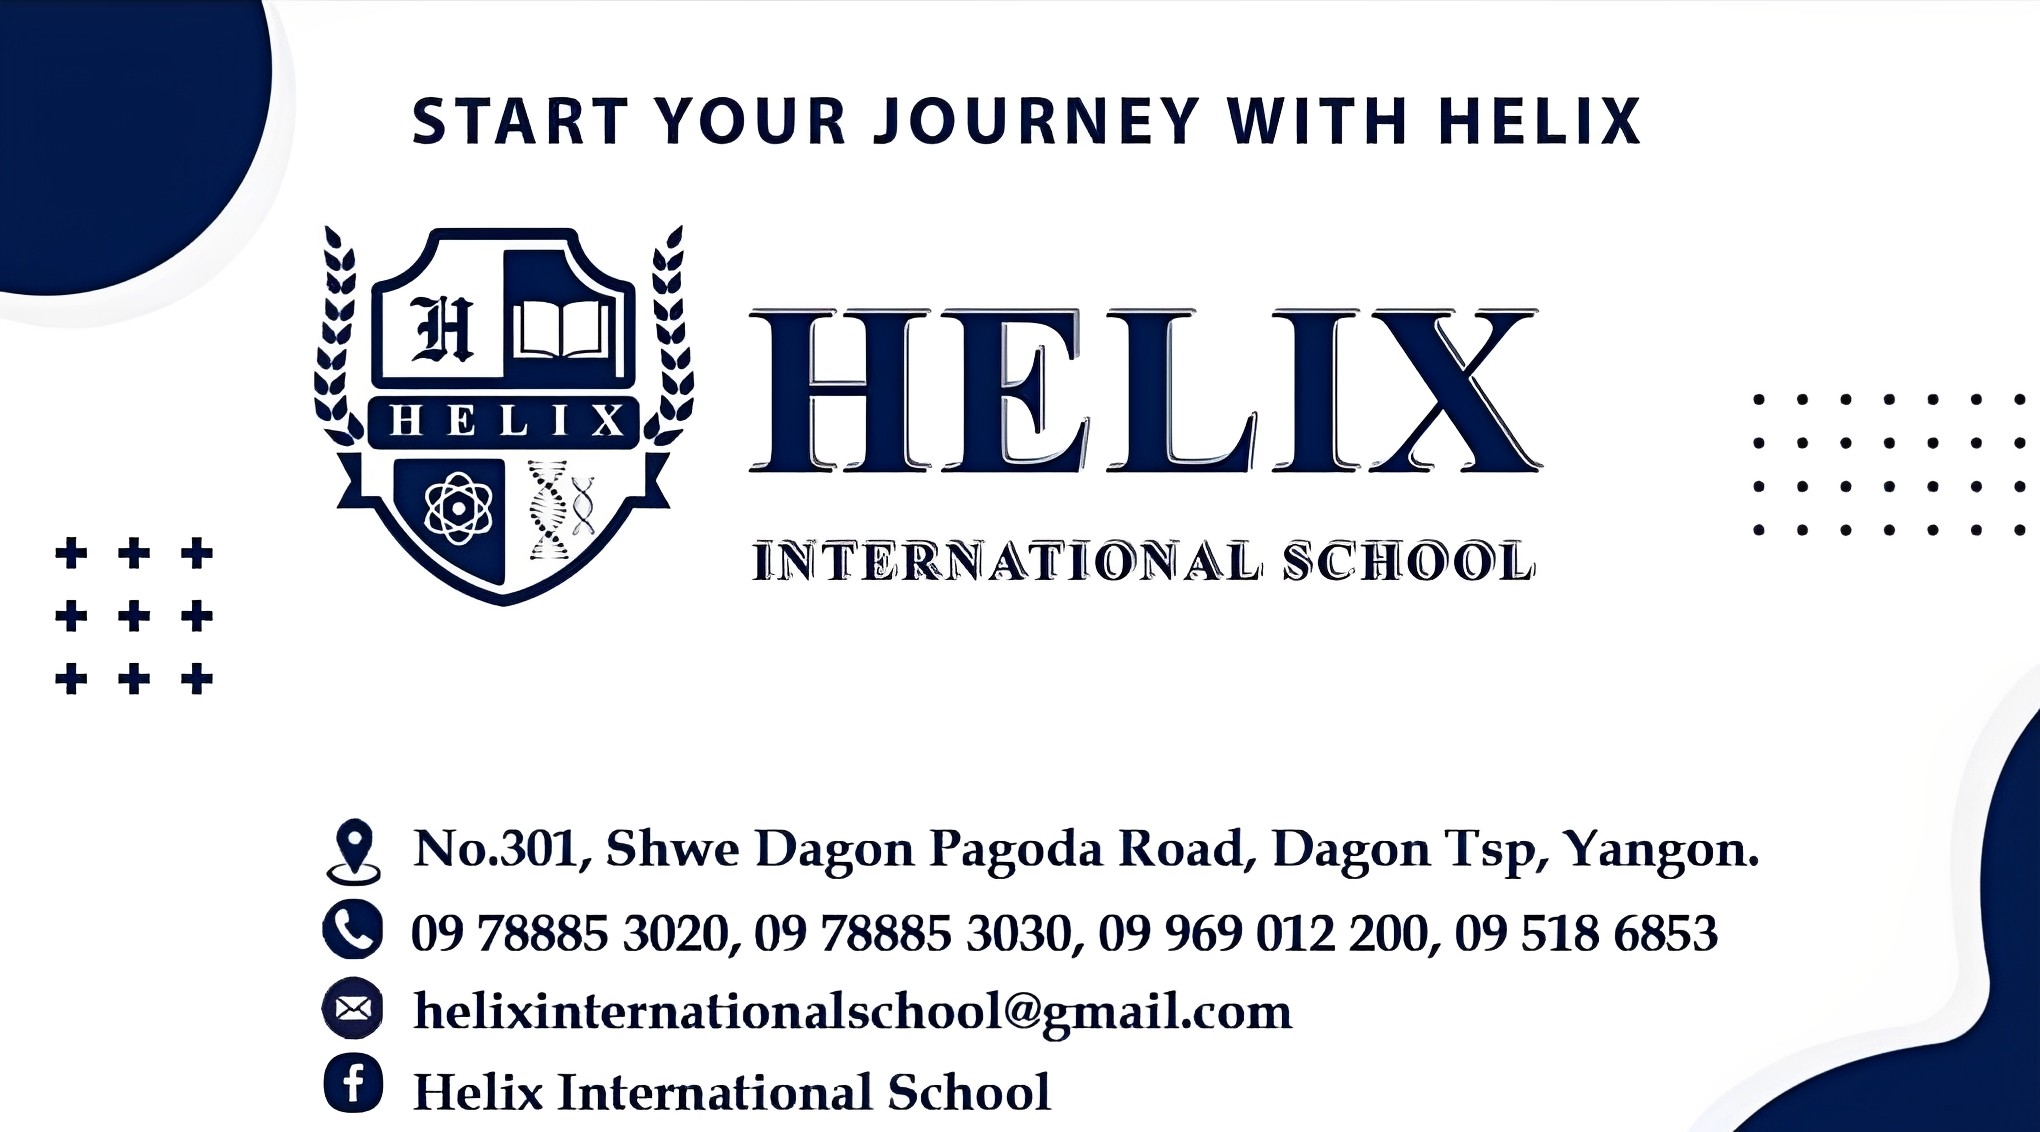 START YOUR JOURNEY WITH HELIX
H
HELIX
HELIX
INTERNATIONAL SCHOOL
No.301, Shwe Dagon Pagoda Road, Dagon Tsp, Yangon.
09 78885 3020, 09 78885 3030, 09 969 012 200, 09 518 6853
helixinternationalschool@gmail.com
Helix International School